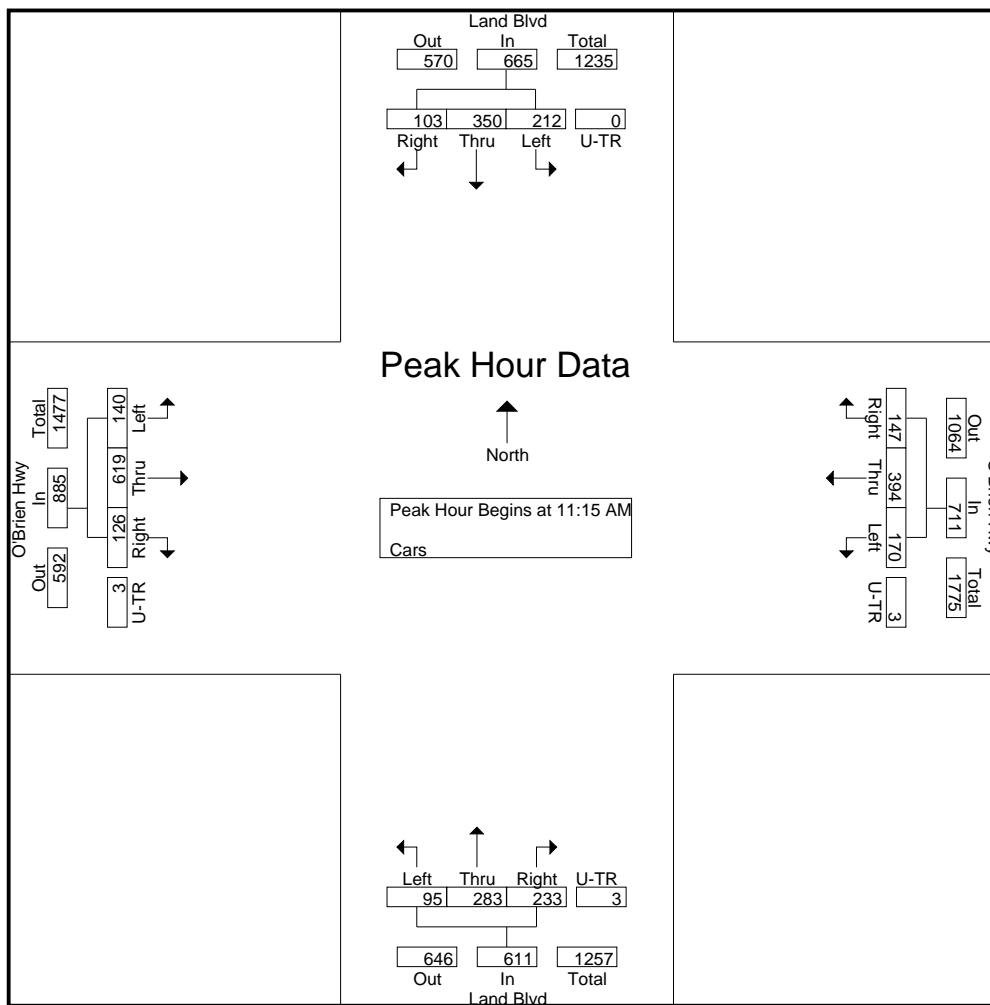 Land Blvd
Out In Total
570 665 1235
103 350 212 0
Right Thru Left U-TR
Peak Hour Data
North
Peak Hour Begins at 11:15 AM
Cars
O'Brien Hwy
Total In Out
1477 885 592
140 619 126 3
Left Thru Right U-TR
Right Thru Left U-TR
147 394 170 3
Out In Total
1064 711 1775
Left Thru Right U-TR
95 283 233 3
646 611 1257
Out In Total
Land Blvd